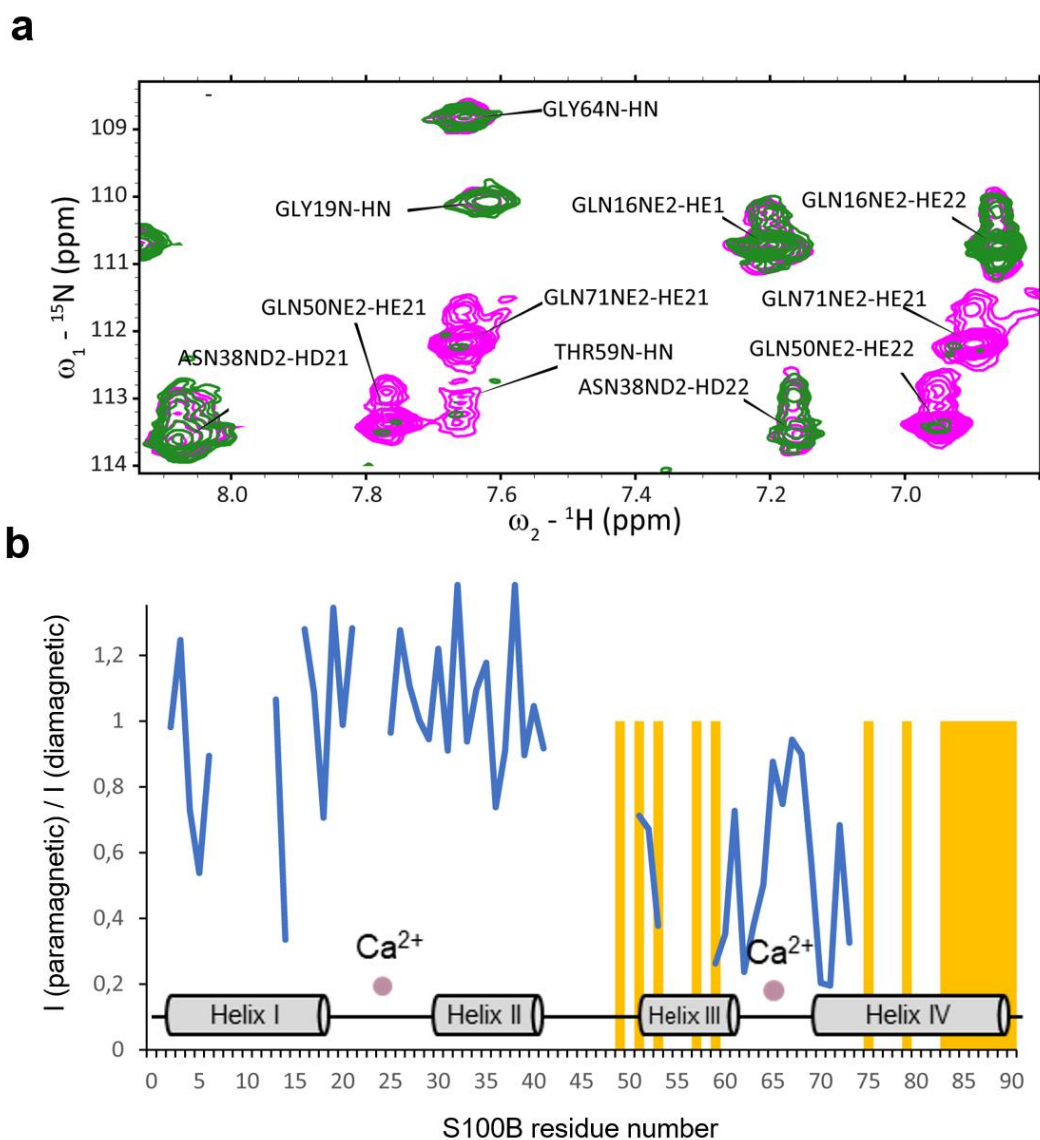 a
GLY64N-HN
109
110
GLY19N-HN
GLN16NE2-HE1
GLN16NE2-HE22
111
GLN50NE2-HE21
GLN71NE2-HE21
GLN71NE2-HE21
112
ASN38ND2-HD21
THR59N-HN
GLN50NE2-HE22
113
ASN38ND2-HD22
114
ω1 - 15N (ppm)
8.0 7.8 7.6 7.4 7.2 7.0
ω2 - 1H (ppm)
b
I (paramagnetic) / I (diamagnetic)
1,2
1
0,8
0,6
0,4
0,2
0
Ca2+
Ca2+
Helix I
Helix II
Helix III
Helix IV
0 5 10 15 20 25 30 35 40 45 50 55 60 65 70 75 80 85 90
S100B residue number